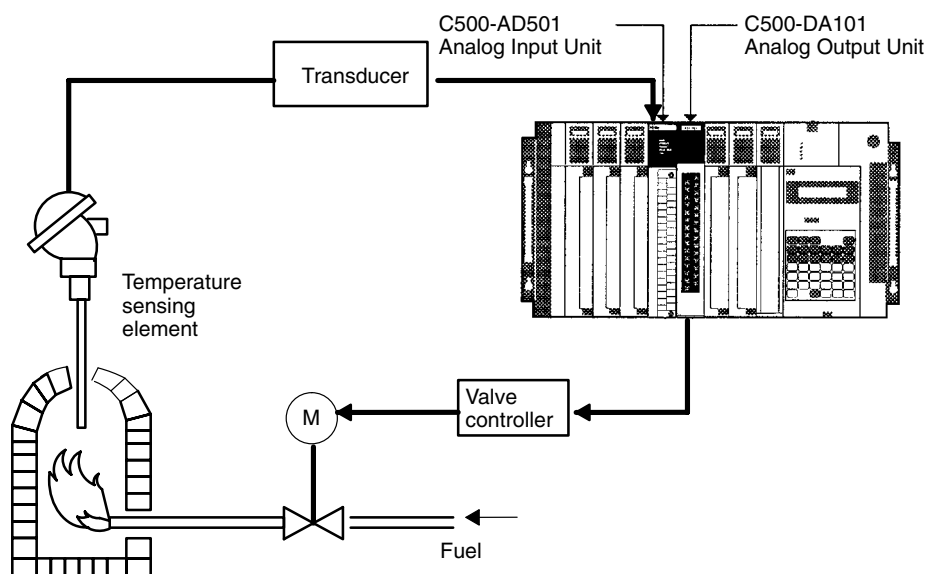 C500-AD501
Analog Input Unit
C500-DA101
Analog Output Unit
Transducer
Temperature
sensing
element
Valve
controller
M
Fuel